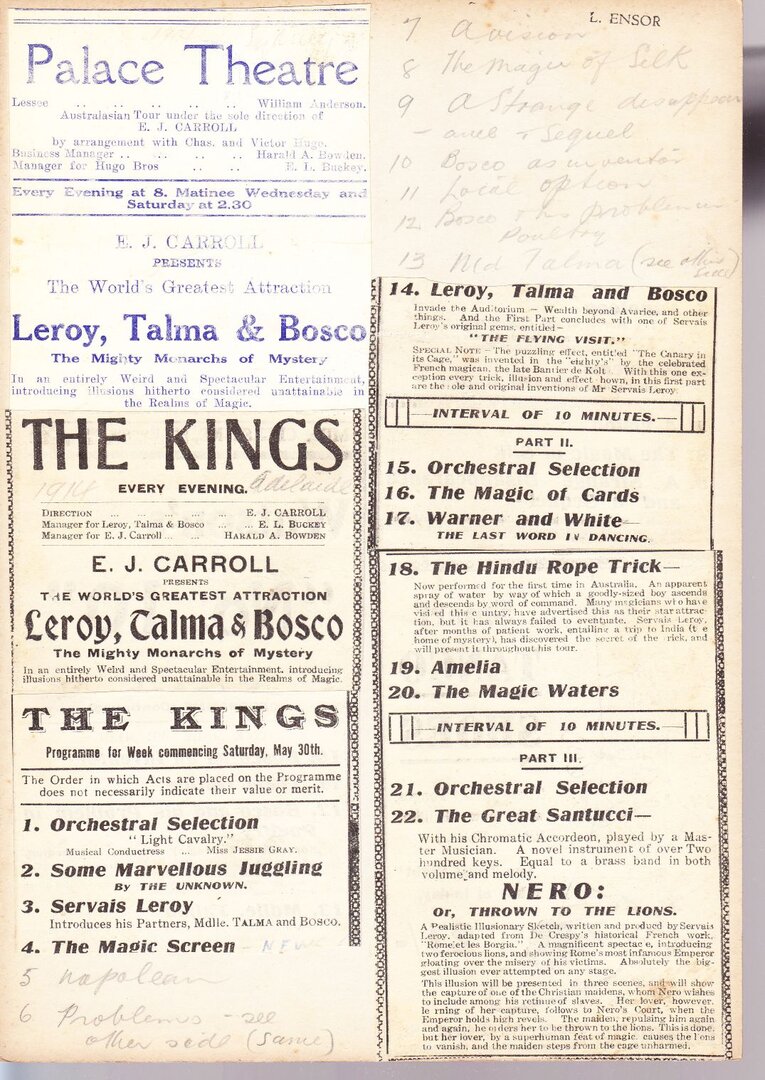 Palace Theatre
Lessee .. .. .. .. .. William Anderson.
Australasian Tour under the sole direction of
E. J. CARROLL
by arrangement with Chas. and Victor Hugo.
Business Manager .. .. .. .. Harald A. Bowden.
Manager for Hugo Bros .. .. E. L. Buckey.
Every Evening at 8. Matinee Wednesday and
Saturday at 2.30
E. J. CARROLL
PRESENTS
The World's Greatest Attraction
Leroy, Talma & Bosco
The Mighty Monarchs of Mystery
In an entirely Weird and Spectacular Entertainment,
introducing illusions hitherto considered unattainable in
the Realms of Magic.
THE KINGS
1914 EVERY EVENING. Adelaide
DIRECTION ... ... ... ... ... E. J. CARROLL
Manager for Leroy, Talma & Bosco ... ... E. L. BUCKEY
Manager for E. J. Carroll ... ... HARALD A. BOWDEN
E. J. CARROLL
PRESENTS
THE WORLD'S GREATEST ATTRACTION
Leroy, Talma & Bosco
The Mighty Monarchs of Mystery
In an entirely Weird and Spectacular Entertainment, introducing
illusions hitherto considered unattainable in the Realms of Magic.
THE KINGS
Programme for Week commencing Saturday, May 30th.
The Order in which Acts are placed on the Programme
does not necessarily indicate their value or merit.
1. Orchestral Selection
"Light Cavalry."
Musical Conductress ... Miss JESSIE GRAY.
2. Some Marvellous Juggling
BY THE UNKNOWN.
3. Servais Leroy
Introduces his Partners, Mdlle. TALMA and BOSCO.
4. The Magic Screen - NEW
5 Napolean
6 Problems - see
other side (same)
L. ENSOR
7 A vision
8 The magic of Silk
9 A Strange disappear
- ance & Sequel
10 Bosco as inventor
11 Local option
12 Bosco & his problem in
Poultry
13 Mdl Talma (see other
side)
14. Leroy, Talma and Bosco
Invade the Auditorium — Wealth beyond Avarice, and other
things. And the First Part concludes with one of Servais
Leroy's original gems, entitled—
"THE FLYING VISIT."
SPECIAL NOTE — The puzzling effect, entit'ed "The Canary in
its Cage," was invented in the "eighty's" by the celebrated
French magican, the late Bautier de Kolt. With this one ex-
ception every trick, illusion and effect hown, in this first part
are the ole and original inventions of Mr Servais Leroy.
INTERVAL OF 10 MINUTES.
PART II.
15. Orchestral Selection
16. The Magic of Cards
17. Warner and White—
THE LAST WORD IN DANCING.
18. The Hindu Rope Trick—
Now performed for the first time in Australia. An apparent
spray of water by way of which a goodly-sized boy ascends
and descends by word of command. Many magicians who have
visited this c untry, have advertised this as their star attrac-
tion, but it has always failed to eventuate. Servais Leroy,
after months of patient work, entailing a trip to India (t e
home of mystery), has discovered the secret of the rick, and
will present it throughout his tour.
19. Amelia
20. The Magic Waters
INTERVAL OF 10 MINUTES.
PART III.
21. Orchestral Selection
22. The Great Santucci—
With his Chromatic Accordeon, played by a Mas-
ter Musician. A novel instrument of over Two
hundred keys. Equal to a brass band in both
volume and melody.
NERO:
Or, THROWN TO THE LIONS.
A Realistic Illusionary Sketch, written and produced by Servais
Leroy, adapted from De Crespy's historical French work,
"Rome et les Borgia." A magnificent spectac e, introducing
two ferocious lions, and showing Rome's most infamous Emperor
gloating over the misery of his victims. Absolutely the big-
gest illusion ever attempted on any stage.
This illusion will be presented in three scenes, and will show
the capture of one of the Christian maidens, whom Nero wishes
to include among his retinue of slaves. Her lover, however,
le rning of her capture, follows to Nero's Court, when the
Emperor holds high revels. The maiden, repulsing him again
and again, he orders her to be thrown to the lions. This is done,
but her lover, by a superhuman feat of magic, causes the lions
to vanish, and the maiden steps from the cage unharmed.